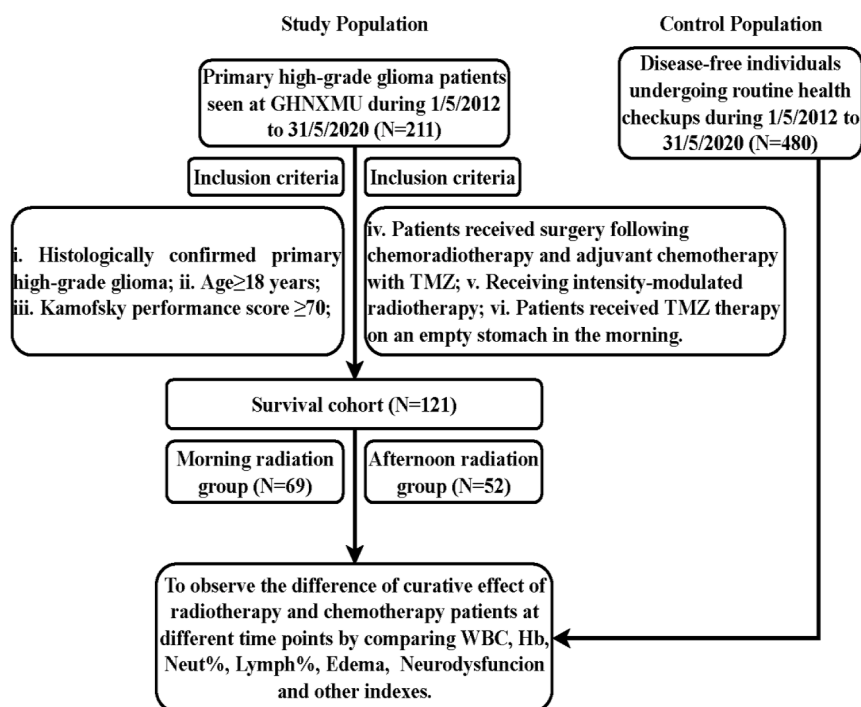 Study Population
Control Population
Primary high-grade glioma patients
seen at GHNXMU during 1/5/2012
to 31/5/2020 (N=211)
Disease-free individuals
undergoing routine health
checkups during 1/5/2012 to
31/5/2020 (N=480)
Inclusion criteria
Inclusion criteria
i. Histologically confirmed primary
high-grade glioma; ii. Age≥18 years;
iii. Kamofsky performance score ≥70;
iv. Patients received surgery following
chemoradiotherapy and adjuvant chemotherapy
with TMZ; v. Receiving intensity-modulated
radiotherapy; vi. Patients received TMZ therapy
on an empty stomach in the morning.
Survival cohort (N=121)
Morning radiation
group (N=69)
Afternoon radiation
group (N=52)
To observe the difference of curative effect of
radiotherapy and chemotherapy patients at
different time points by comparing WBC, Hb,
Neut%, Lymph%, Edema, Neurodysfuncion
and other indexes.